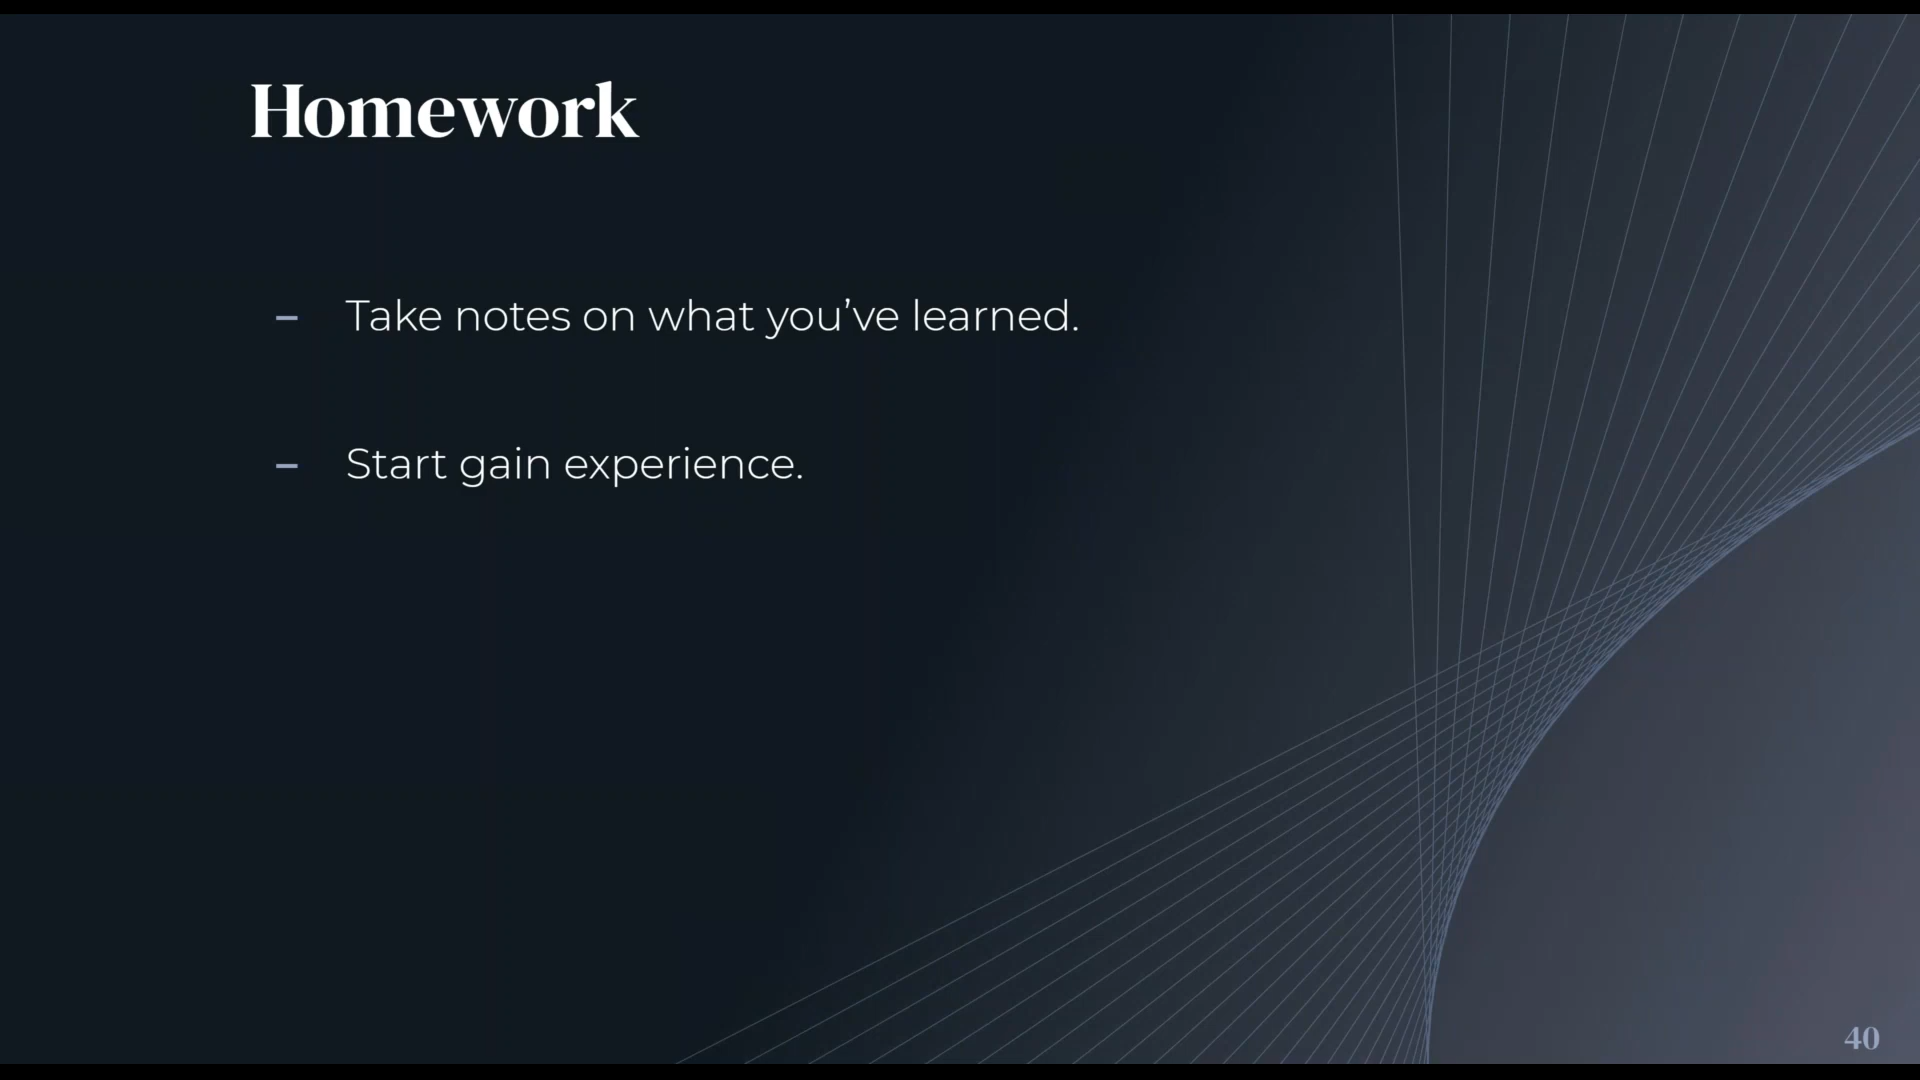 Homework
– Take notes on what you’ve learned.
– Start gain experience.
40